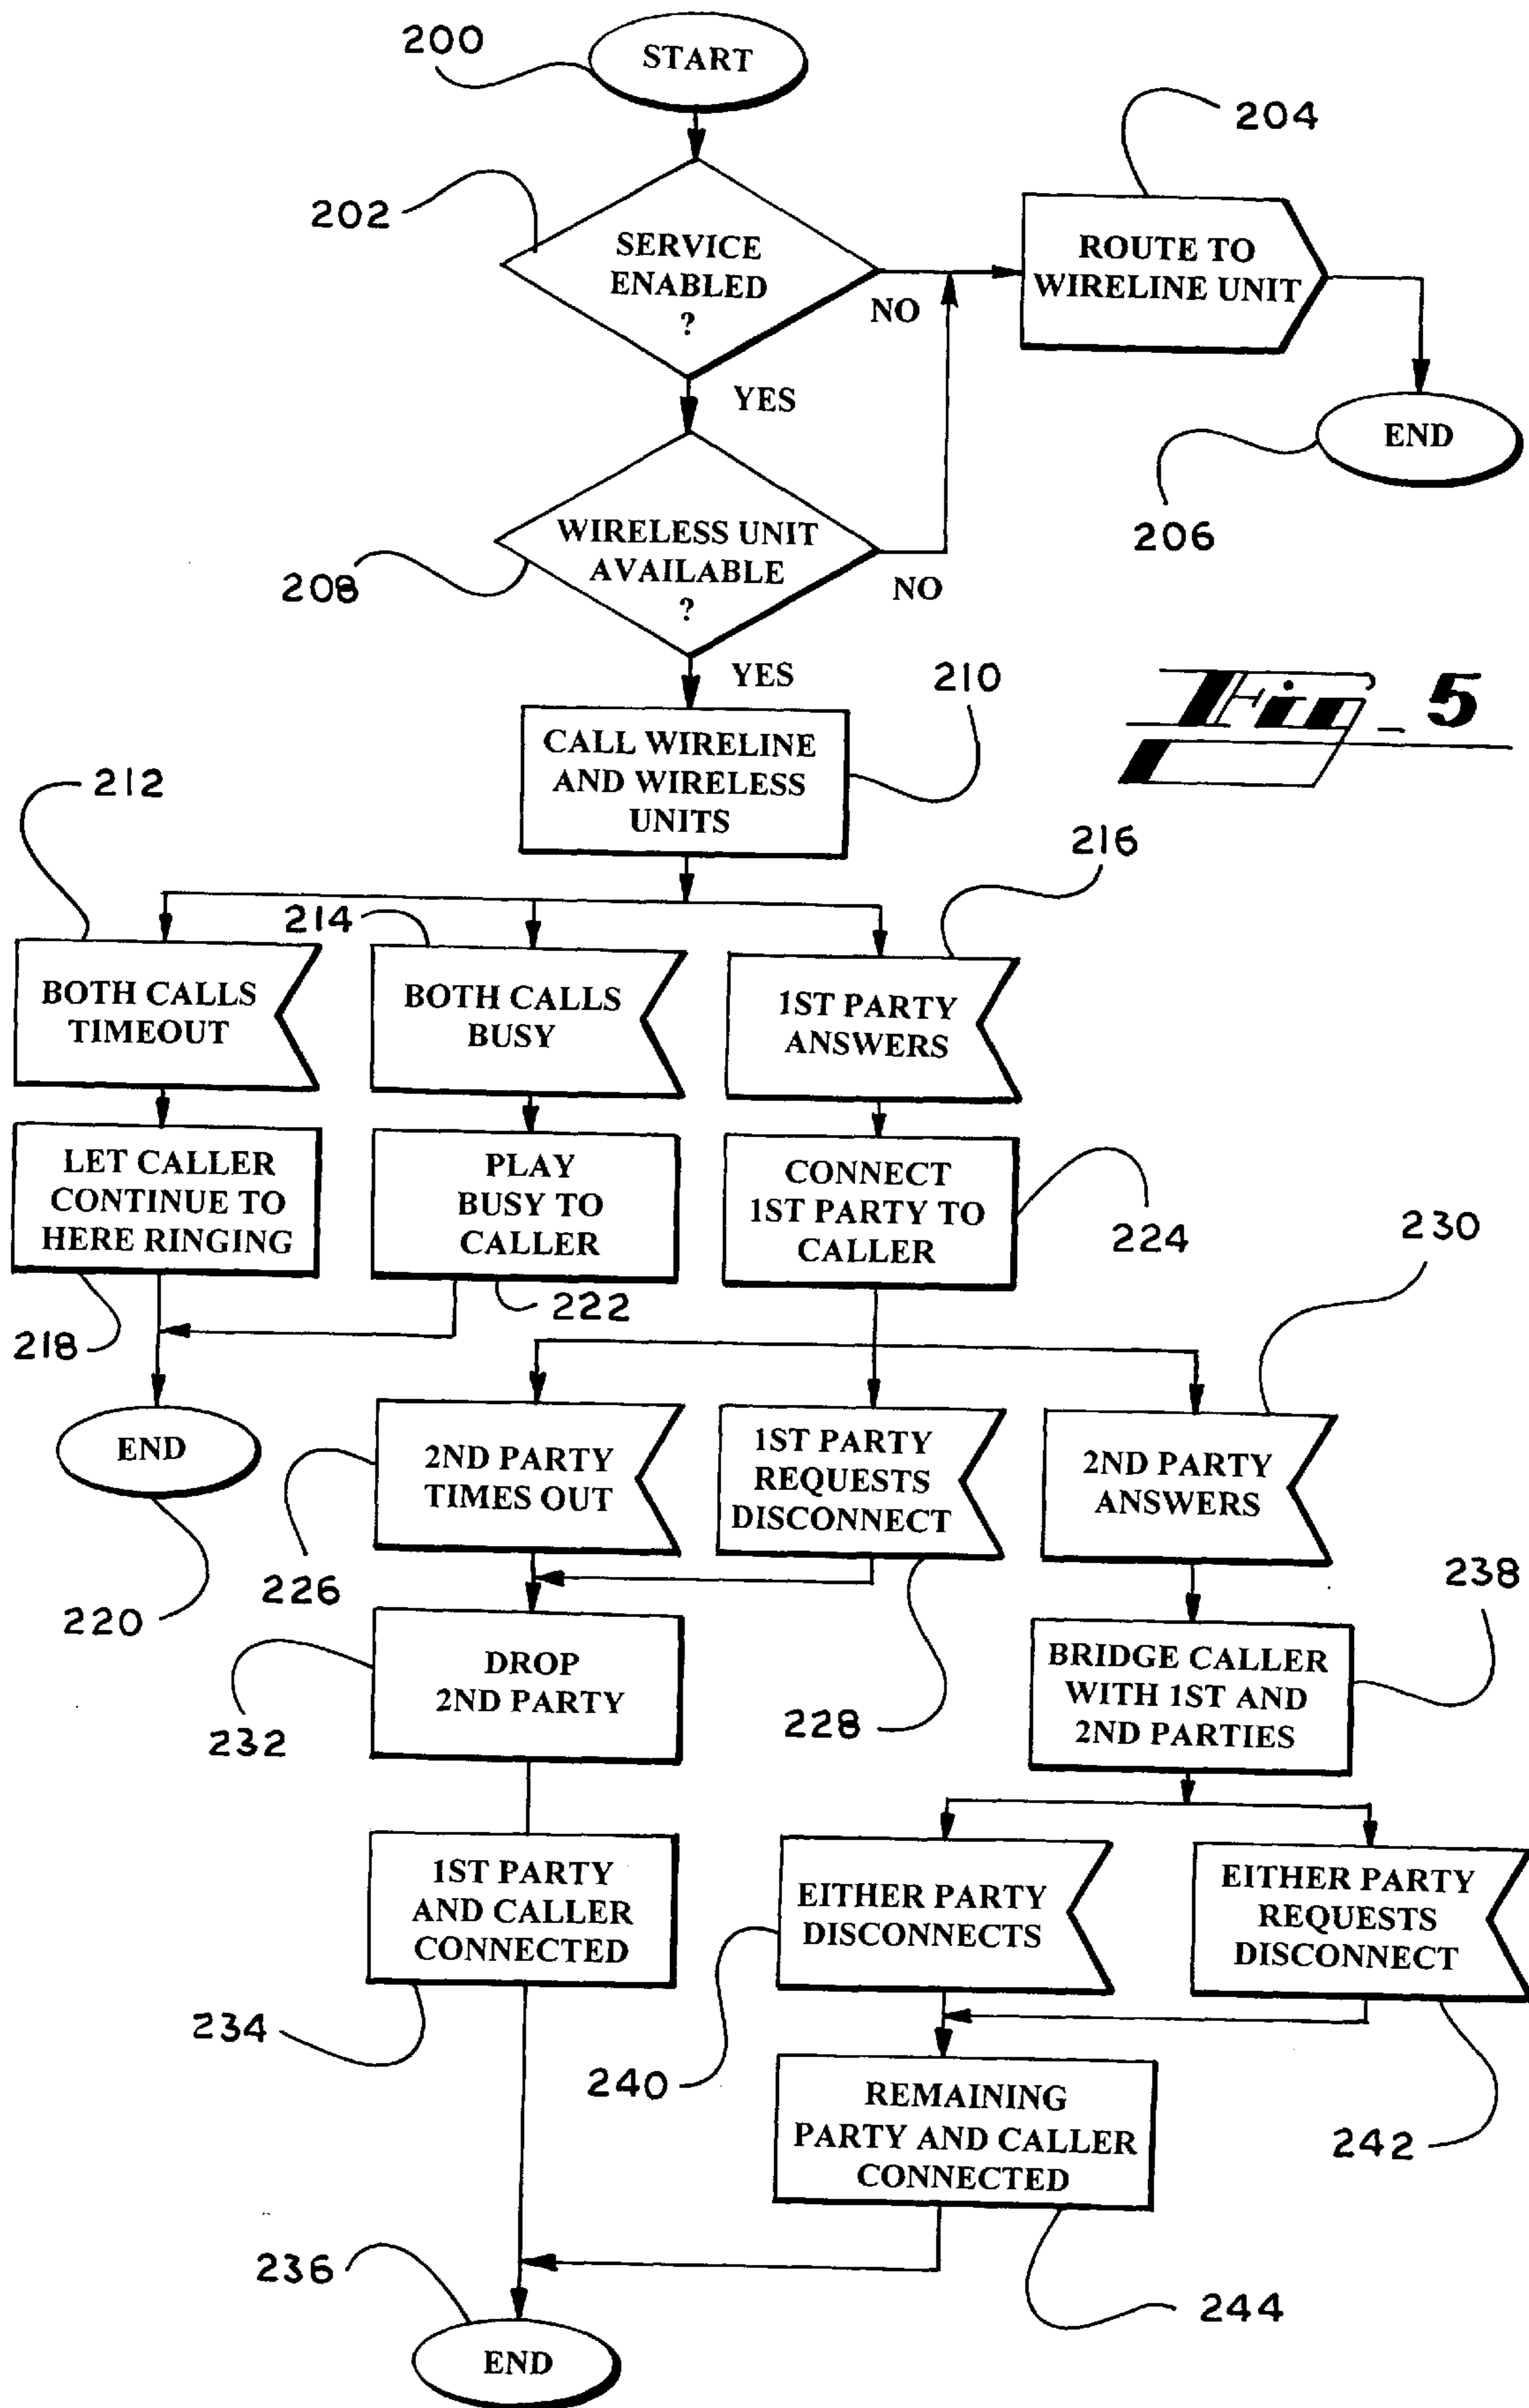 200
START
204
202
SERVICE
ENABLED
?
NO
ROUTE TO
WIRELINE UNIT
YES
END
206
208
WIRELESS UNIT
AVAILABLE
?
NO
YES
210
Fig_5
CALL WIRELINE
AND WIRELESS
UNITS
212
214
216
BOTH CALLS
TIMEOUT
BOTH CALLS
BUSY
1ST PARTY
ANSWERS
LET CALLER
CONTINUE TO
HERE RINGING
PLAY
BUSY TO
CALLER
CONNECT
1ST PARTY TO
CALLER
224
230
218
222
END
220
2ND PARTY
TIMES OUT
1ST PARTY
REQUESTS
DISCONNECT
2ND PARTY
ANSWERS
226
238
DROP
2ND PARTY
BRIDGE CALLER
WITH 1ST AND
2ND PARTIES
232
228
1ST PARTY
AND CALLER
CONNECTED
EITHER PARTY
DISCONNECTS
EITHER PARTY
REQUESTS
DISCONNECT
234
240
242
REMAINING
PARTY AND CALLER
CONNECTED
236
244
END